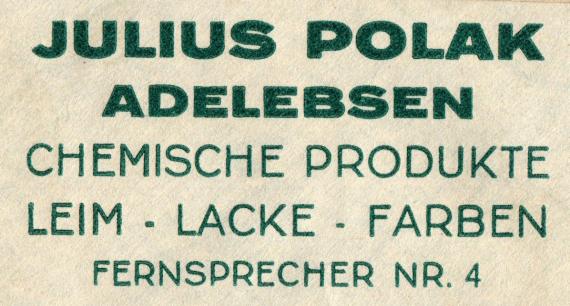 JULIUS POLAK
ADELEBSEN
CHEMISCHE PRODUKTE
LEIM - LACKE - FARBEN
FERNSPRECHER NR. 4